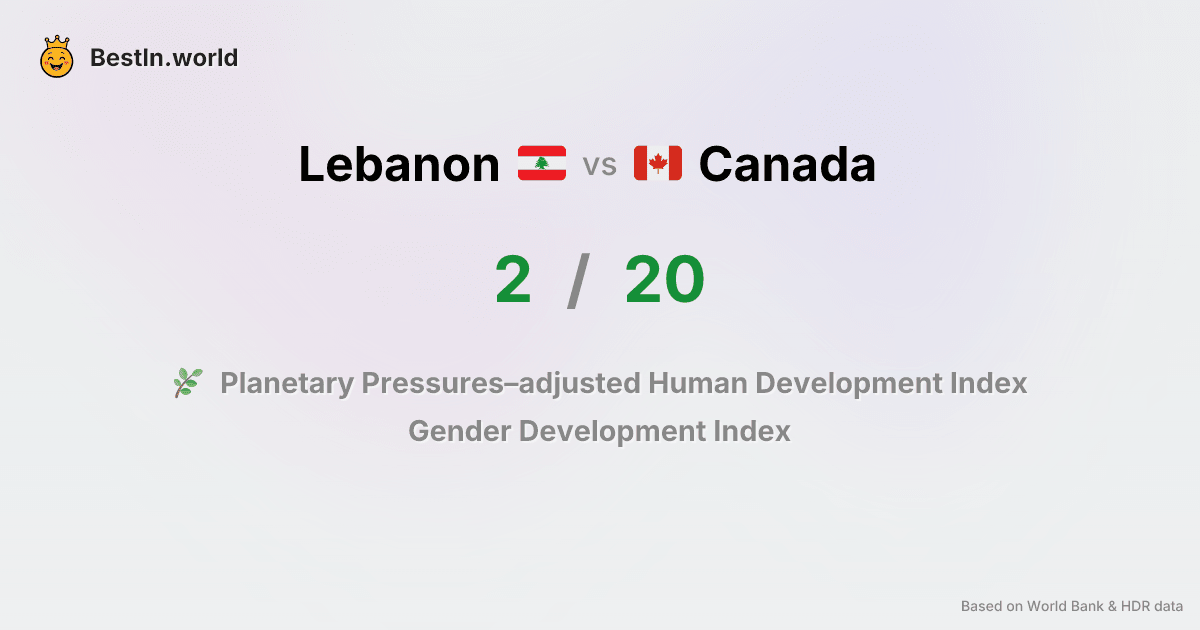 BestIn.world
Lebanon vs Canada
2 / 20
Planetary Pressures–adjusted Human Development Index
Gender Development Index
Based on World Bank & HDR data